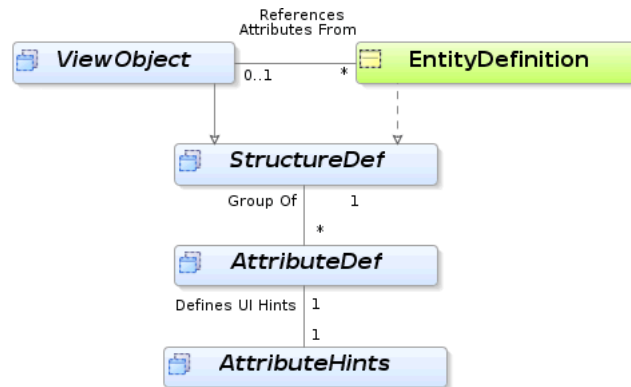 References
Attributes From
ViewObject
EntityDefinition
0..1
*
StructureDef
Group Of
1
*
AttributeDef
Defines UI Hints
1
1
AttributeHints